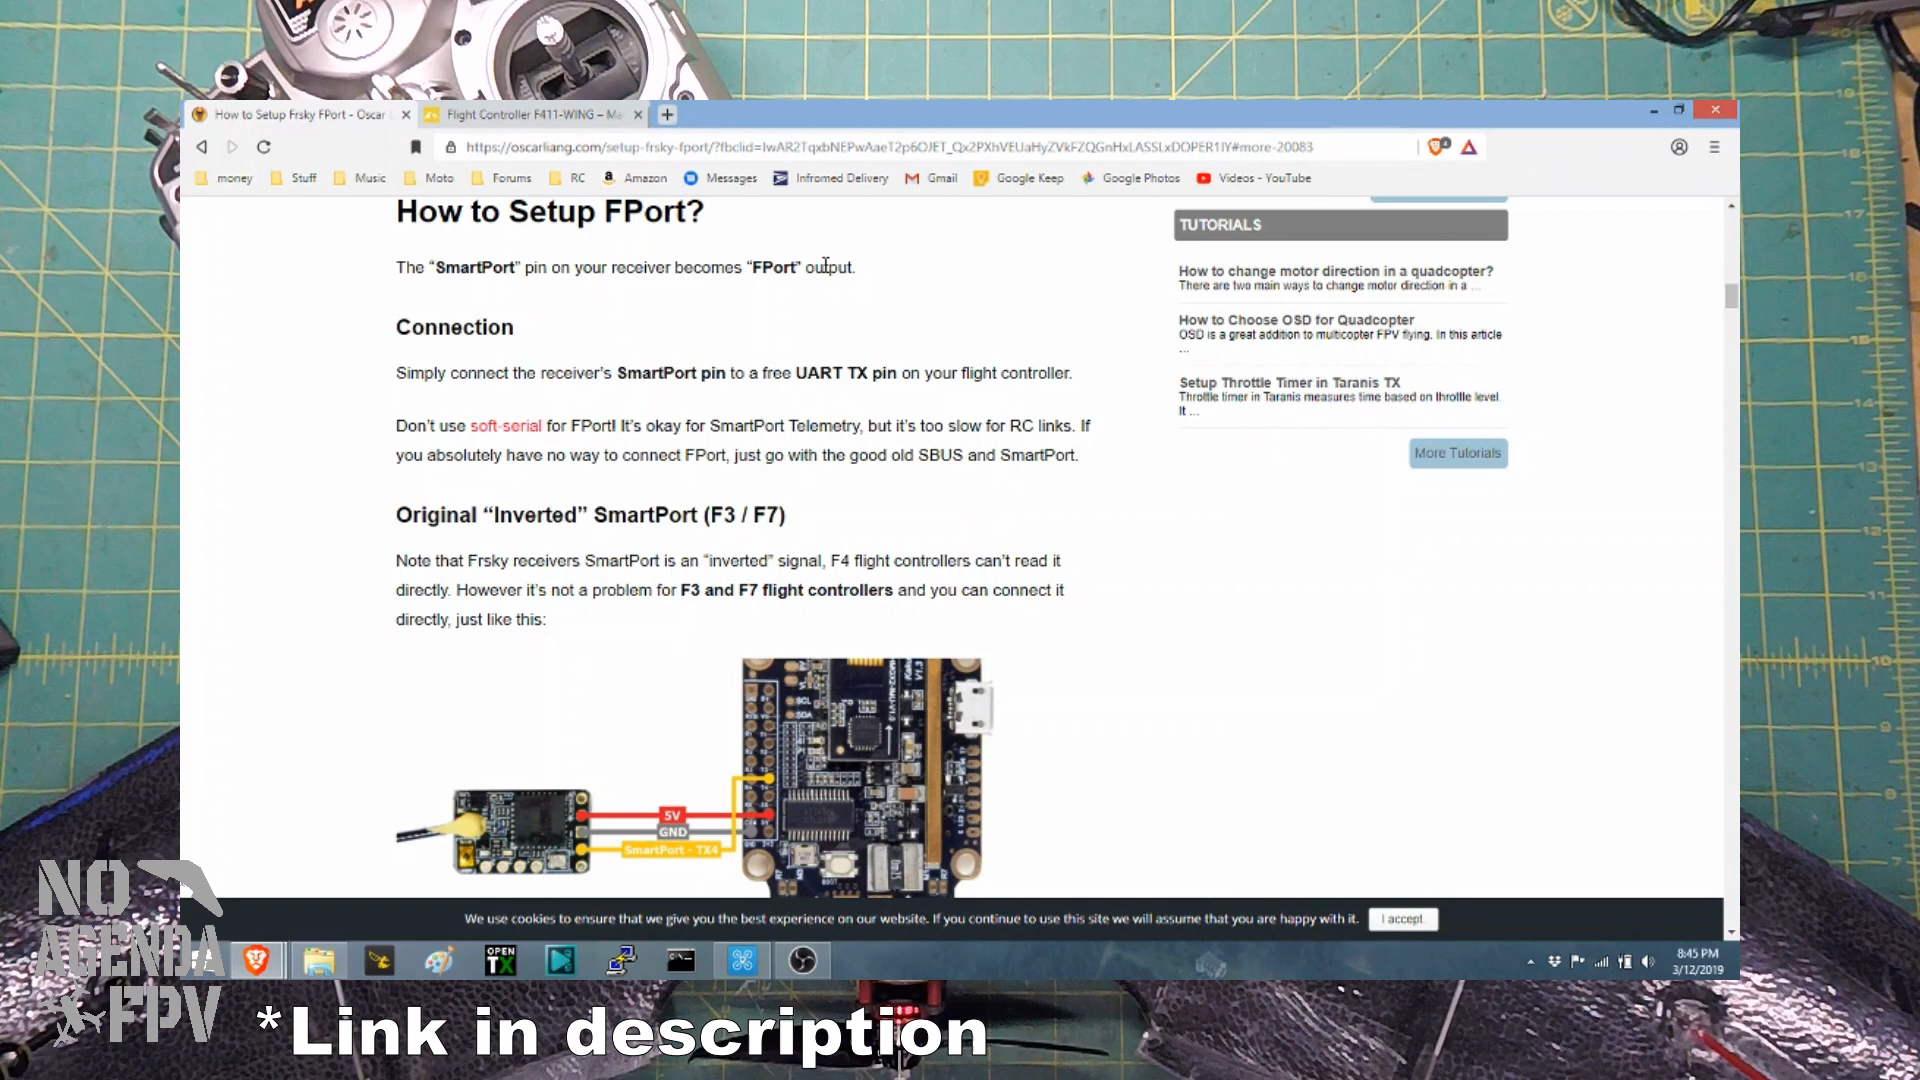 How to Setup Frsky FPort - Oscar
Flight Controller F411-WING – Ma
https://oscarliang.com/setup-frsky-fport/?fbclid=IwAR2TqxbNEPwAaeT2p6OJET_Qx2PXhVEUaHyZVkFZQGnHxLASSLxDOPER1IY#more-20083
money Stuff Music Moto Forums RC Amazon Messages Infromed Delivery Gmail Google Keep Google Photos Videos - YouTube
How to Setup FPort?
The “SmartPort” pin on your receiver becomes “FPort” output.
Connection
Simply connect the receiver’s SmartPort pin to a free UART TX pin on your flight controller.
Don’t use soft-serial for FPort! It’s okay for SmartPort Telemetry, but it’s too slow for RC links. If
you absolutely have no way to connect FPort, just go with the good old SBUS and SmartPort.
Original “Inverted” SmartPort (F3 / F7)
Note that Frsky receivers SmartPort is an “inverted” signal, F4 flight controllers can’t read it
directly. However it’s not a problem for F3 and F7 flight controllers and you can connect it
directly, just like this:
5V
GND
SmartPort - TX4
SCL
SDA
BOOT
TUTORIALS
How to change motor direction in a quadcopter?
There are two main ways to change motor direction in a ...
How to Choose OSD for Quadcopter
OSD is a great addition to multicopter FPV flying. In this article
...
Setup Throttle Timer in Taranis TX
Throttle timer in Taranis measures time based on throttle level.
It ...
More Tutorials
We use cookies to ensure that we give you the best experience on our website. If you continue to use this site we will assume that you are happy with it.
I accept
OPEN
TX
8:45 PM
3/12/2019
NO
AGENDA
FPV
*Link in description